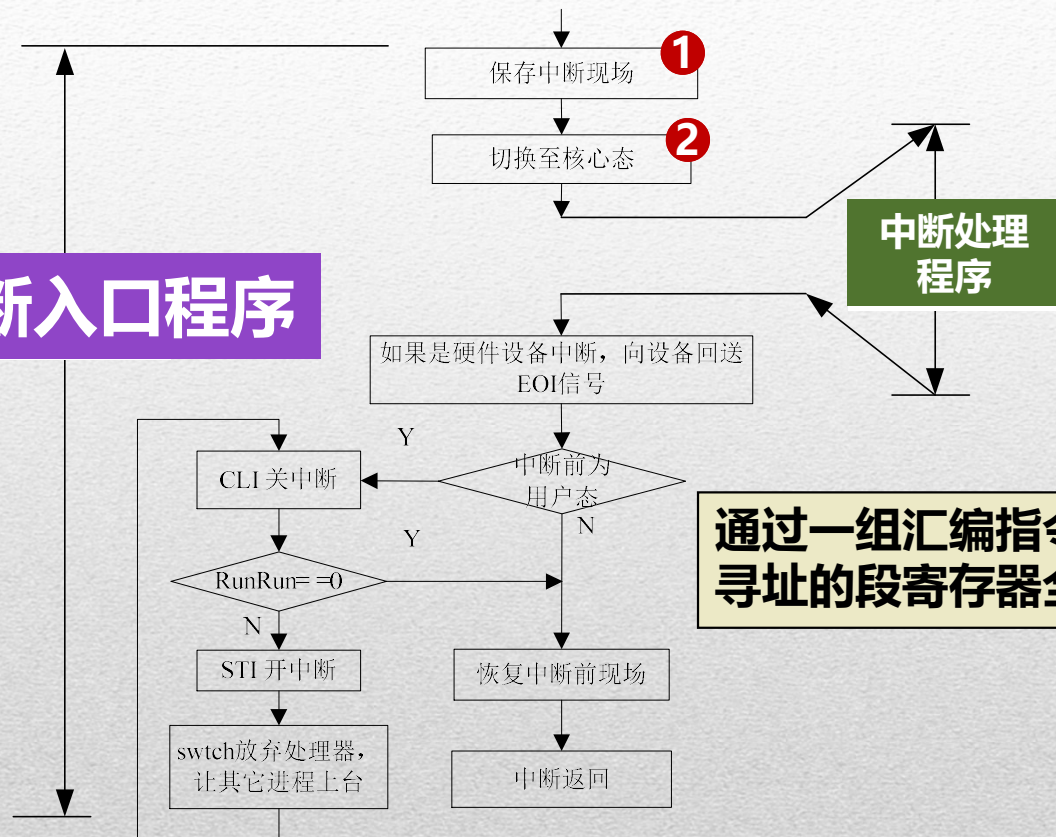 保存中断现场
1
切换至核心态
2
中断处理
程序
断入口程序
如果是硬件设备中断，向设备回送
EOI信号
Y
中断前为
用户态
CLI 关中断
N
通过一组汇编指令
寻址的段寄存器全
Y
RunRun= =0
N
STI 开中断
恢复中断前现场
swtch放弃处理器，
让其它进程上台
中断返回